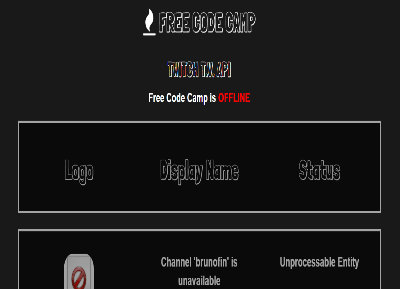 FREE CODE CAMP
TWITCH T.V. API
Free Code Camp is OFFLINE
Logo Display Name Status
Channel 'brunofin' is Unprocessable Entity
unavailable